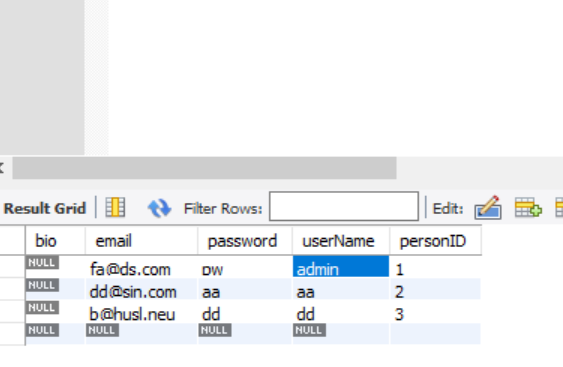 Result Grid Filter Rows: Edit:
bio email password userName personID
NULL fa@ds.com pw admin 1
NULL dd@sin.com aa aa 2
NULL b@husl.neu dd dd 3
NULL NULL NULL NULL